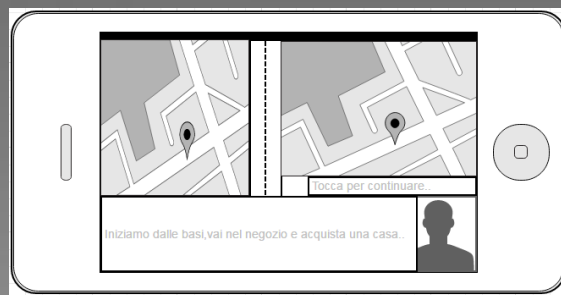 Tocca per continuare..
Iniziamo dalle basi,vai nel negozio e acquista una casa..